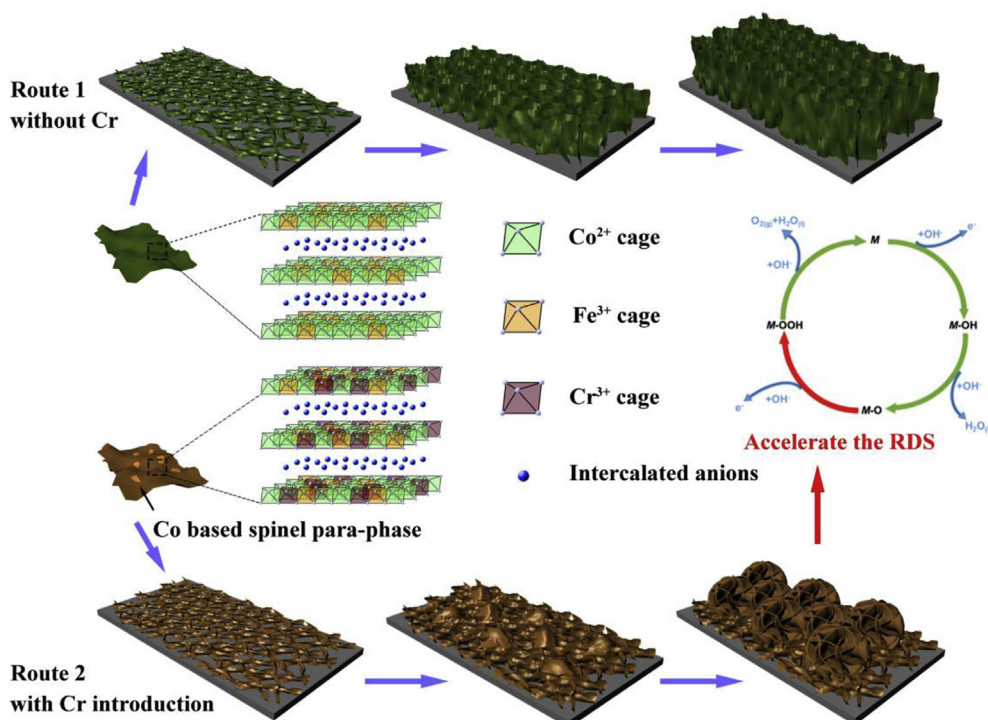 Route 1
without Cr
Co2+ cage
Fe3+ cage
Cr3+ cage
Intercalated anions
Co based spinel para-phase
O2(g)+H2O(l)
+OH-
M
+OH-
e-
M-OOH
M-OH
+OH-
e-
+OH-
M-O
H2O(l)
Accelerate the RDS
Route 2
with Cr introduction